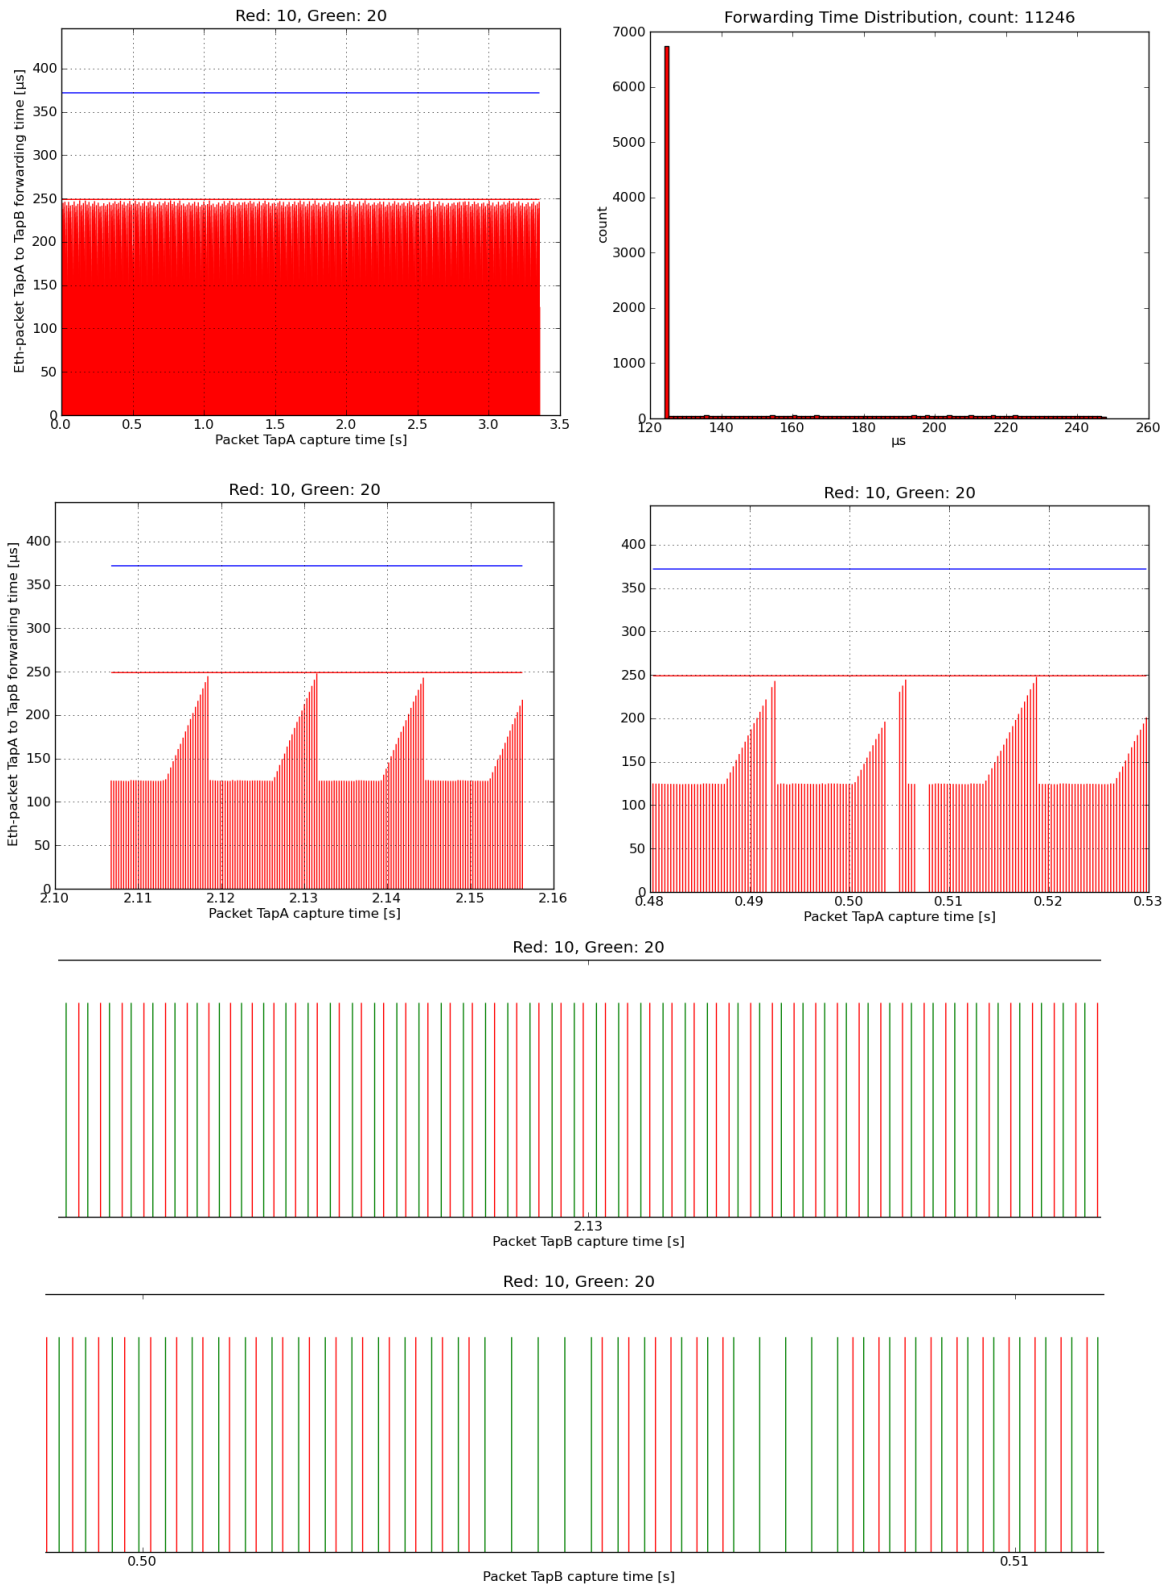 Red: 10, Green: 20
Eth-packet TapA to TapB forwarding time [µs]
400
350
300
250
200
150
100
50
0
0.0 0.5 1.0 1.5 2.0 2.5 3.0 3.5
Packet TapA capture time [s]
Forwarding Time Distribution, count: 11246
count
7000
6000
5000
4000
3000
2000
1000
0
120 140 160 180 200 220 240 260
µs
Red: 10, Green: 20
Eth-packet TapA to TapB forwarding time [µs]
400
350
300
250
200
150
100
50
0
2.10 2.11 2.12 2.13 2.14 2.15 2.16
Packet TapA capture time [s]
Red: 10, Green: 20
400
350
300
250
200
150
100
50
0
0.48 0.49 0.50 0.51 0.52 0.53
Packet TapA capture time [s]
Red: 10, Green: 20
2.13
Packet TapB capture time [s]
Red: 10, Green: 20
0.50 0.51
Packet TapB capture time [s]